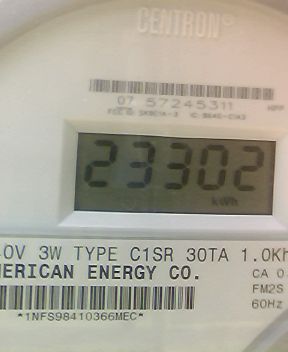 CENTRON®
07 57245311
23302
kWh
0V 3W TYPE C1SR 30TA 1.0Kh
MERICAN ENERGY CO.
CA 0.
FM2S
60Hz
*1NFS98410366MEC*